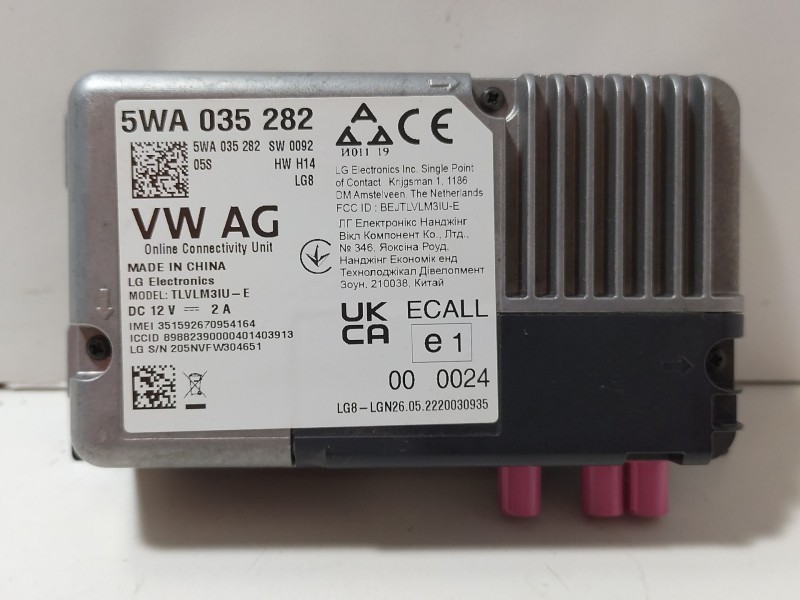 5WA 035 282
5WA 035 282 SW 0092
05S HW H14
LG8
VW AG
Online Connectivity Unit
MADE IN CHINA
LG Electronics
MODEL: TLVLM3IU-E
DC 12 V ⎓ 2 A
IMEI 351592670954164
ICCID 89882390000401403913
LG S/N 205NVFW304651
CE
И011 19
LG Electronics Inc. Single Point
of Contact Krijgsman 1, 1186
DM Amstelveen, The Netherlands
FCC ID : BEJTLVLM3IU-E
ЛГ Електронікс Нанджінг
Вікл Компонент Ко., Лтд.,
№ 346, Яоксіна Роуд,
Нанджінг Економік енд
Технолоджікал Дівелопмент
Зоун, 210038, Китай
UK
CA
ECALL
e1
00 0024
LG8-LGN26.05.2220030935